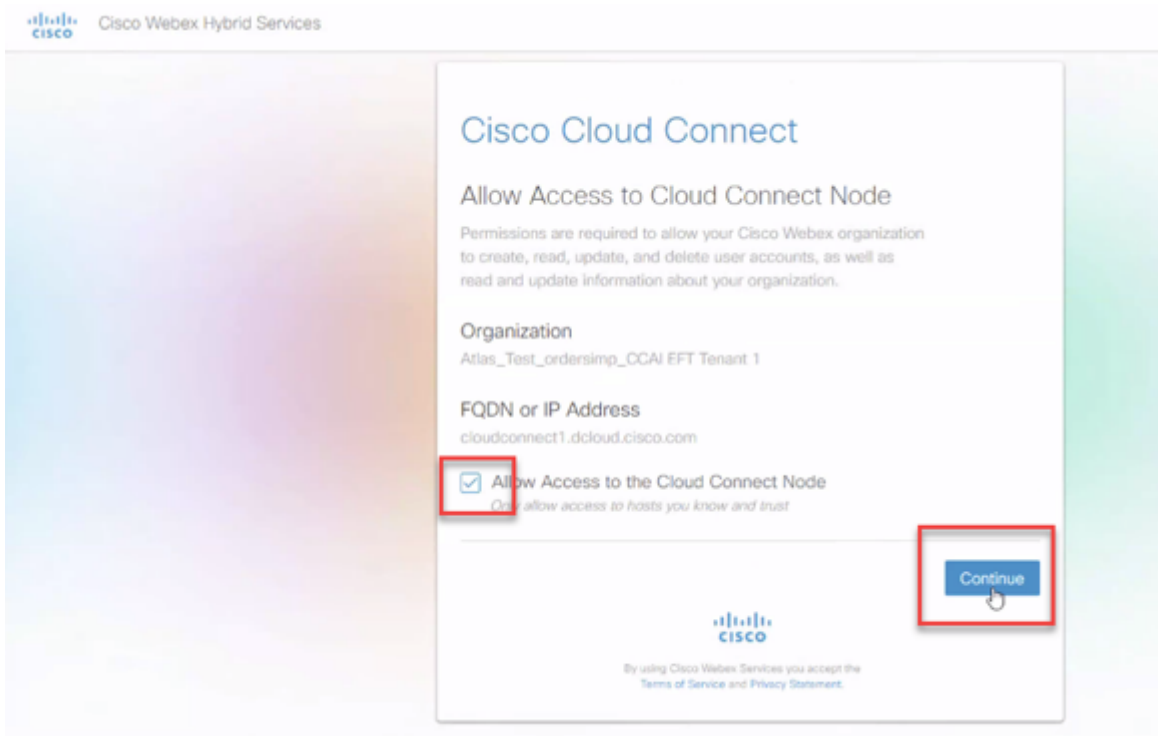 CISCO
Cisco Webex Hybrid Services
Cisco Cloud Connect
Allow Access to Cloud Connect Node
Permissions are required to allow your Cisco Webex organization
to create, read, update, and delete user accounts, as well as
read and update information about your organization.
Organization
Atlas_Test_ordersimp_CCAI EFT Tenant 1
FQDN or IP Address
cloudconnect1.dcloud.cisco.com
Allow Access to the Cloud Connect Node
Only allow access to hosts you know and trust
Continue
CISCO
By using Cisco Webex Services you accept the
Terms of Service and Privacy Statement.